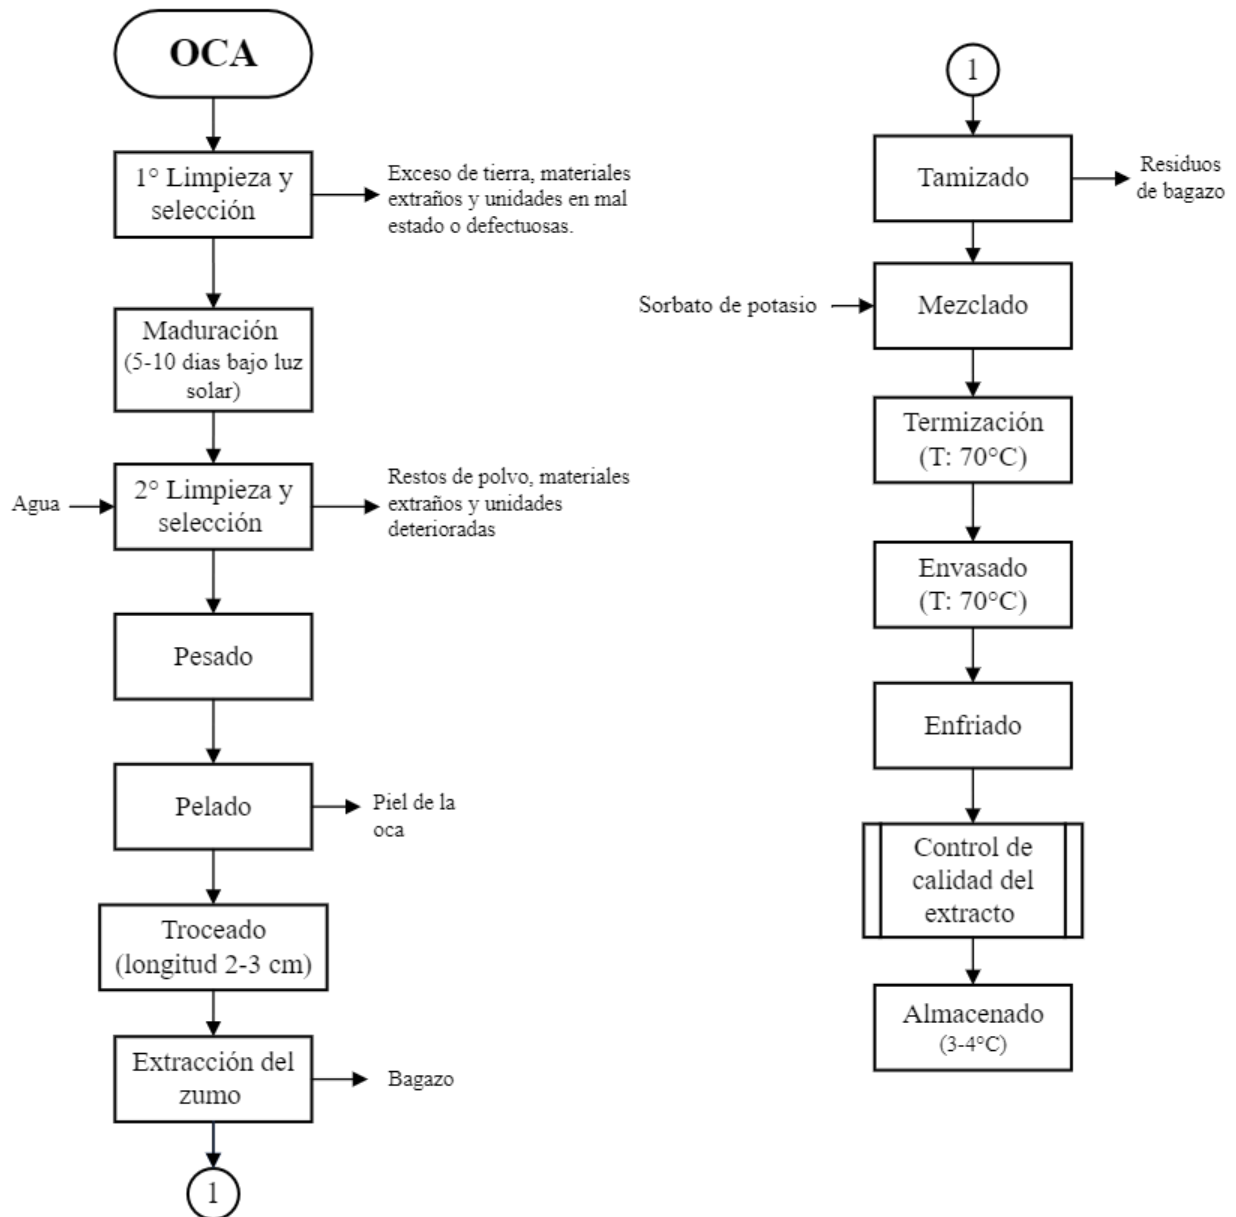 OCA
1° Limpieza y
selección
Exceso de tierra, materiales
extraños y unidades en mal
estado o defectuosas.
Maduración
(5-10 dias bajo luz
solar)
Agua
2° Limpieza y
selección
Restos de polvo, materiales
extraños y unidades
deterioradas
Pesado
Pelado
Piel de la
oca
Troceado
(longitud 2-3 cm)
Extracción del
zumo
Bagazo
1
1
Tamizado
Residuos
de bagazo
Sorbato de potasio
Mezclado
Termización
(T: 70°C)
Envasado
(T: 70°C)
Enfriado
Control de
calidad del
extracto
Almacenado
(3-4°C)